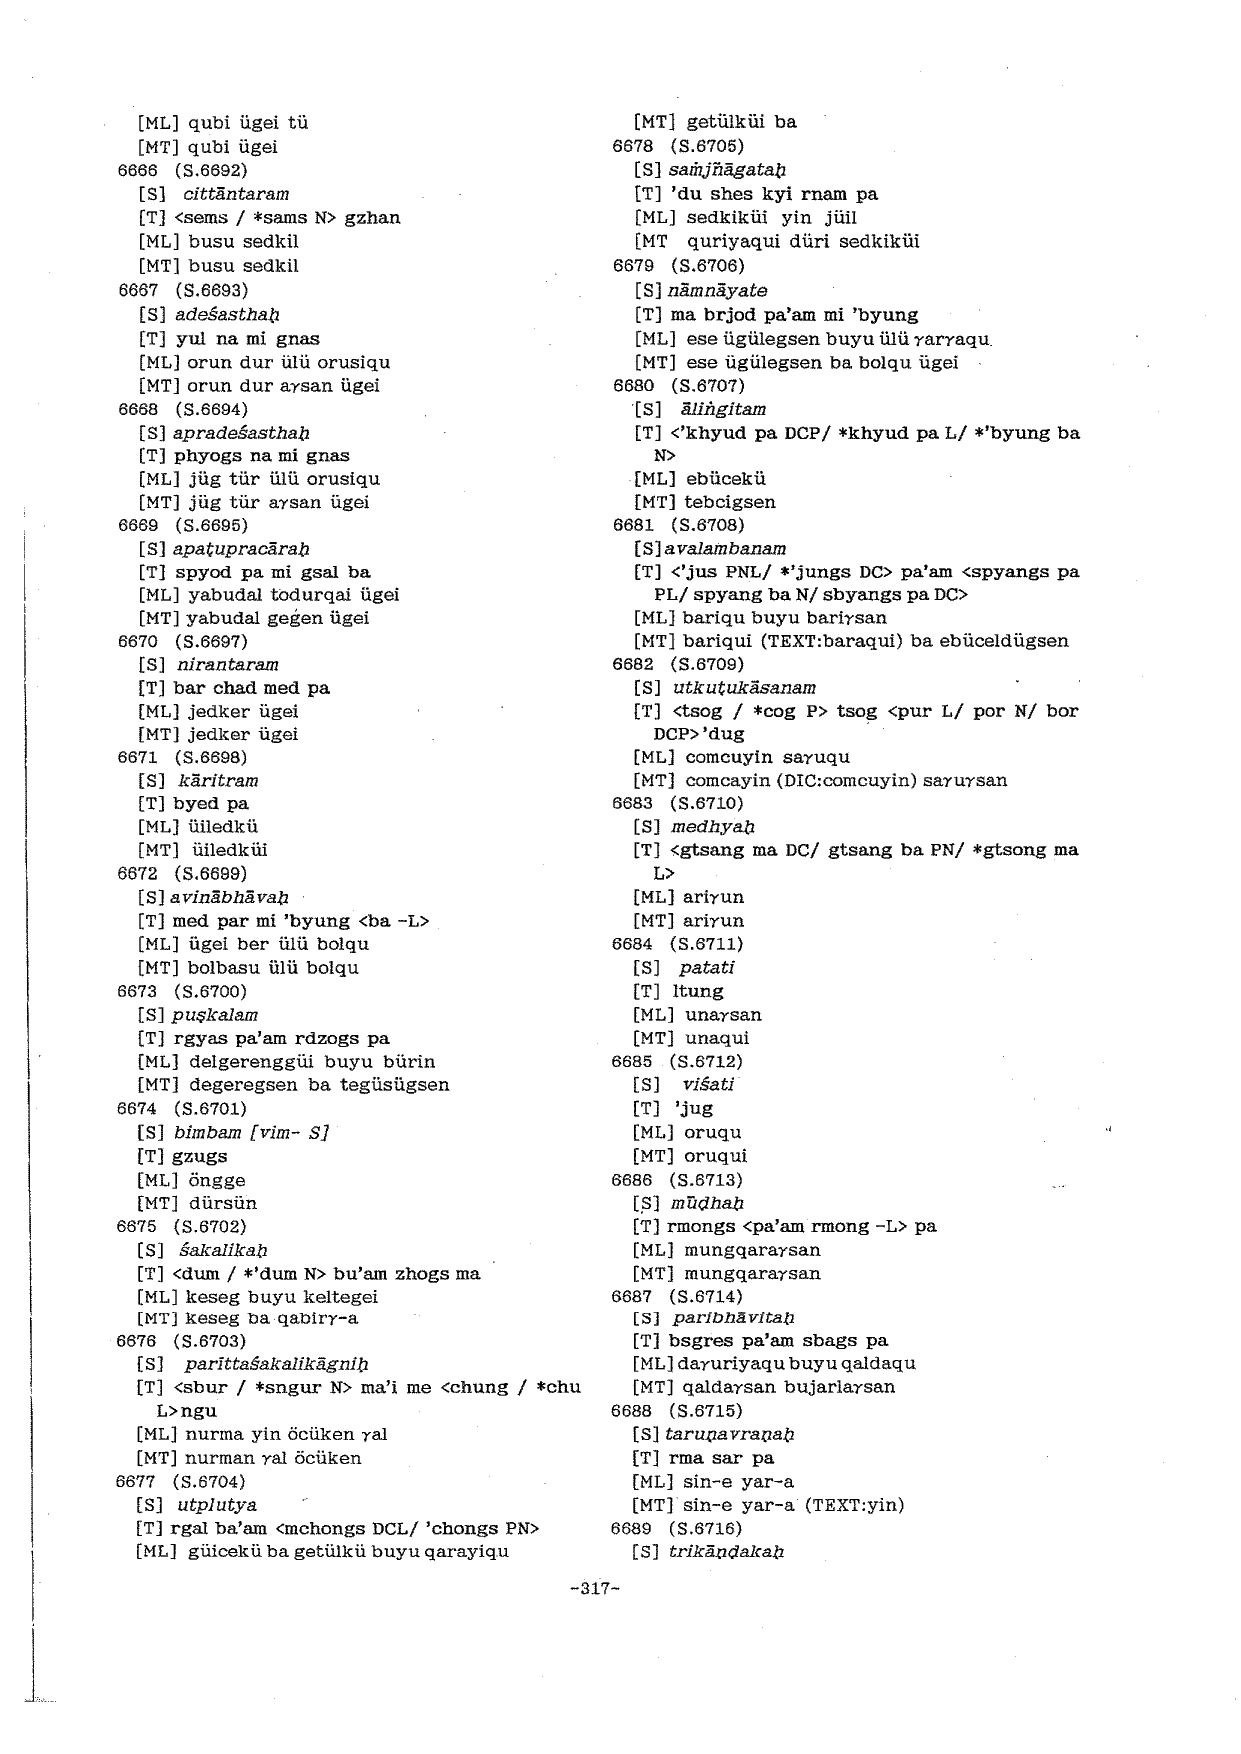 [ML] qubi ügei tü
[MT] qubi ügei
6666 (S.6692)
[S] cittāntaram
[T] <sems / *sams N> gzhan
[ML] busu sedkil
[MT] busu sedkil
6667 (S.6693)
[S] adeśasthaḥ
[T] yul na mi gnas
[ML] orun dur ülü orusiqu
[MT] orun dur aγsan ügei
6668 (S.6694)
[S] apradeśasthaḥ
[T] phyogs na mi gnas
[ML] jüg tür ülü orusiqu
[MT] jüg tür aγsan ügei
6669 (S.6695)
[S] apaṭupracāraḥ
[T] spyod pa mi gsal ba
[ML] yabudal todurqai ügei
[MT] yabudal gegen ügei
6670 (S.6697)
[S] nirantaram
[T] bar chad med pa
[ML] jedker ügei
[MT] jedker ügei
6671 (S.6698)
[S] kāritram
[T] byed pa
[ML] üiledkü
[MT] üiledküi
6672 (S.6699)
[S] avinābhāvaḥ
[T] med par mi 'byung <ba -L>
[ML] ügei ber ülü bolqu
[MT] bolbasu ülü bolqu
6673 (S.6700)
[S] puṣkalam
[T] rgyas pa'am rdzogs pa
[ML] delgerenggüi buyu bürin
[MT] degeregsen ba tegüsügsen
6674 (S.6701)
[S] bimbam [vim- S]
[T] gzugs
[ML] öngge
[MT] dürsün
6675 (S.6702)
[S] śakalikaḥ
[T] <dum / *'dum N> bu'am zhogs ma
[ML] keseg buyu keltegei
[MT] keseg ba qabirγ-a
6676 (S.6703)
[S] parīttaśakalikāgniḥ
[T] <sbur / *sngur N> ma'i me <chung / *chu
L>ngu
[ML] nurma yin öcüken γal
[MT] nurman γal öcüken
6677 (S.6704)
[S] utplutya
[T] rgal ba'am <mchongs DCL/ 'chongs PN>
[ML] güicekü ba getülkü buyu qarayiqu
[MT] getülküi ba
6678 (S.6705)
[S] saṁjñāgataḥ
[T] 'du shes kyi rnam pa
[ML] sedkiküi yin jüil
[MT quriyaqui düri sedkiküi
6679 (S.6706)
[S] nāmnāyate
[T] ma brjod pa'am mi 'byung
[ML] ese ügülegsen buyu ülü γarγaqu
[MT] ese ügülegsen ba bolqu ügei
6680 (S.6707)
[S] āliṅgitam
[T] <'khyud pa DCP/ *khyud pa L/ *'byung ba
N>
[ML] ebücekü
[MT] tebcigsen
6681 (S.6708)
[S] avalambanam
[T] <'jus PNL/ *'jungs DC> pa'am <spyangs pa
PL/ spyang ba N/ sbyangs pa DC>
[ML] bariqu buyu bariγsan
[MT] bariqui (TEXT:baraqui) ba ebüceldügsen
6682 (S.6709)
[S] utkuṭukāsanam
[T] <tsog / *cog P> tsog <pur L/ por N/ bor
DCP>'dug
[ML] comcuyin saγuqu
[MT] comcayin (DIC:comcuyin) saγuγsan
6683 (S.6710)
[S] medhyaḥ
[T] <gtsang ma DC/ gtsang ba PN/ *gtsong ma
L>
[ML] ariγun
[MT] ariγun
6684 (S.6711)
[S] patati
[T] ltung
[ML] unaγsan
[MT] unaqui
6685 (S.6712)
[S] viśati
[T] 'jug
[ML] oruqu
[MT] oruqui
6686 (S.6713)
[S] mūḍhaḥ
[T] rmongs <pa'am rmong -L> pa
[ML] mungqaraγsan
[MT] mungqaraγsan
6687 (S.6714)
[S] paribhāvitaḥ
[T] bsgres pa'am sbags pa
[ML] daγuriyaqu buyu qaldaqu
[MT] qaldaγsan bujarlaγsan
6688 (S.6715)
[S] taruṇavraṇaḥ
[T] rma sar pa
[ML] sin-e yar-a
[MT] sin-e yar-a (TEXT:yin)
6689 (S.6716)
[S] trikāṇḍakaḥ
-317-